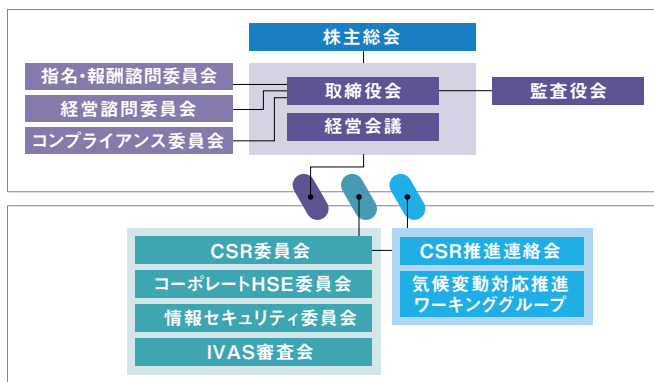 株主総会
指名・報酬諮問委員会
経営諮問委員会
コンプライアンス委員会
取締役会
経営会議
監査役会
CSR委員会
コーポレートHSE委員会
情報セキュリティ委員会
IVAS審査会
CSR推進連絡会
気候変動対応推進
ワーキンググループ